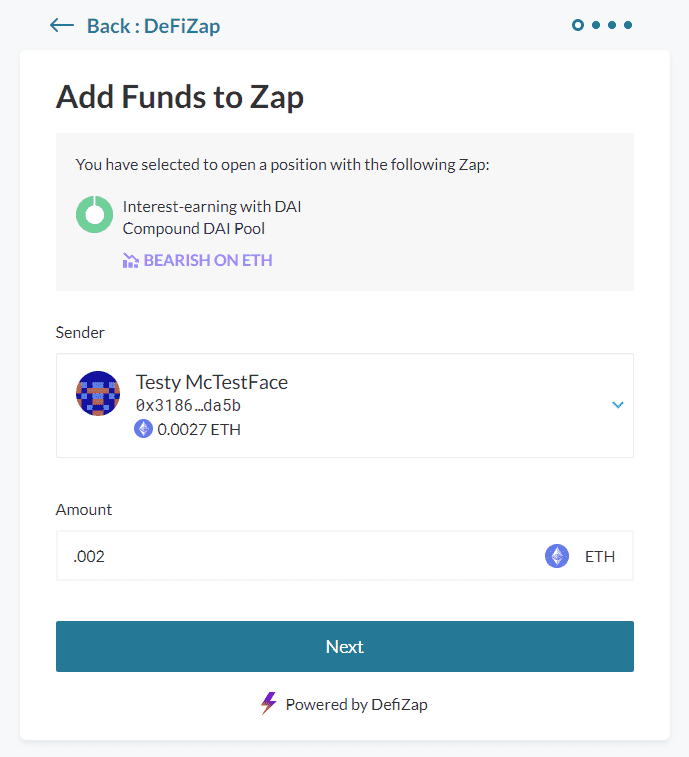 Back : DeFiZap
Add Funds to Zap
You have selected to open a position with the following Zap:
Interest-earning with DAI
Compound DAI Pool
BEARISH ON ETH
Sender
Testy McTestFace
0x3186…da5b
0.0027 ETH
Amount
.002 ETH
Next
Powered by DefiZap